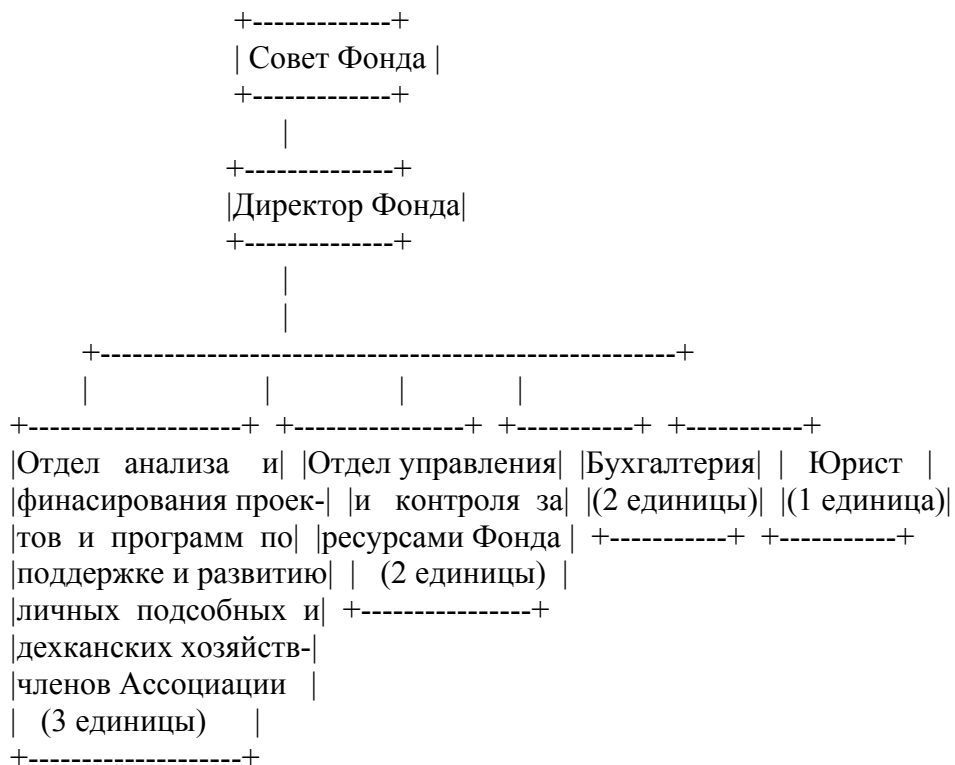 +-------------+
| Совет Фонда |
+-------------+
|
+--------------+
|Директор Фонда|
+--------------+
|
|
+------------------------------------------------------+
| | | |
+--------------------+ +----------------+ +-----------+ +-----------+
|Отдел анализа и| |Отдел управления| |Бухгалтерия| | Юрист |
|финасирования проек-| |и контроля за| |(2 единицы)| |(1 единица)|
|тов и программ по| |ресурсами Фонда | +-----------+ +-----------+
|поддержке и развитию| | (2 единицы) |
|личных подсобных и| +----------------+
|дехканских хозяйств-|
|членов Ассоциации |
| (3 единицы) |
+--------------------+